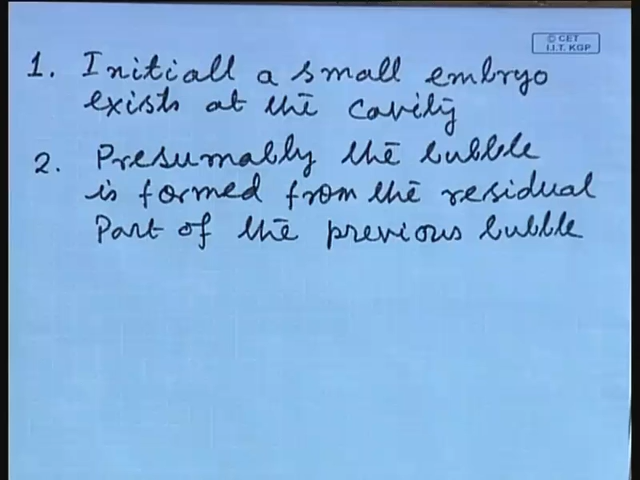 © CET
I.I.T. KGP
1. Initiall a small embryo
exists at the cavity
2. Presumally the bubble
is formed from the residual
Part of the previous bubble